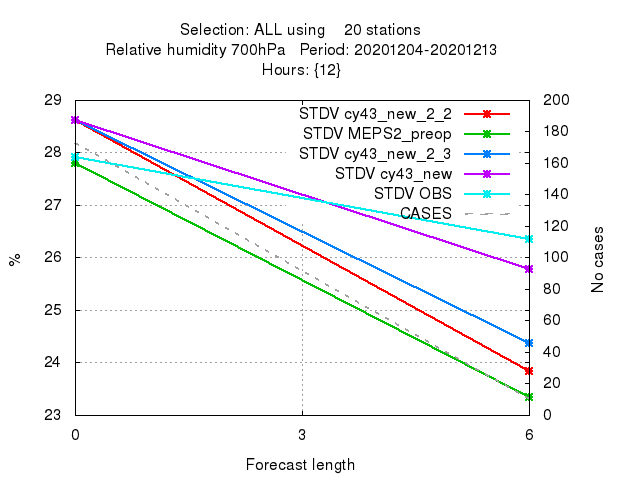 Selection: ALL using    20 stations
Relative humidity 700hPa   Period: 20201204-20201213
Hours: {12}
29
28
27
26
25
24
23
%
200
180
160
140
120
100
80
60
40
20
0
No cases
STDV cy43_new_2_2
STDV MEPS2_preop
STDV cy43_new_2_3
STDV cy43_new
STDV OBS
CASES
0 3 6
Forecast length